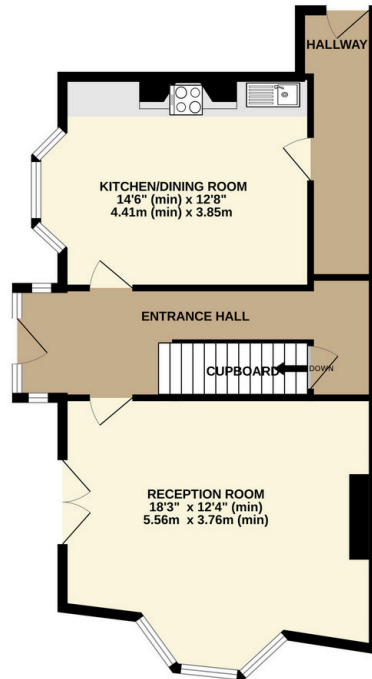 HALLWAY
KITCHEN/DINING ROOM
14'6" (min) x 12'8"
4.41m (min) x 3.85m
ENTRANCE HALL
CUPBOARD
DOWN
RECEPTION ROOM
18'3" x 12'4" (min)
5.56m x 3.76m (min)